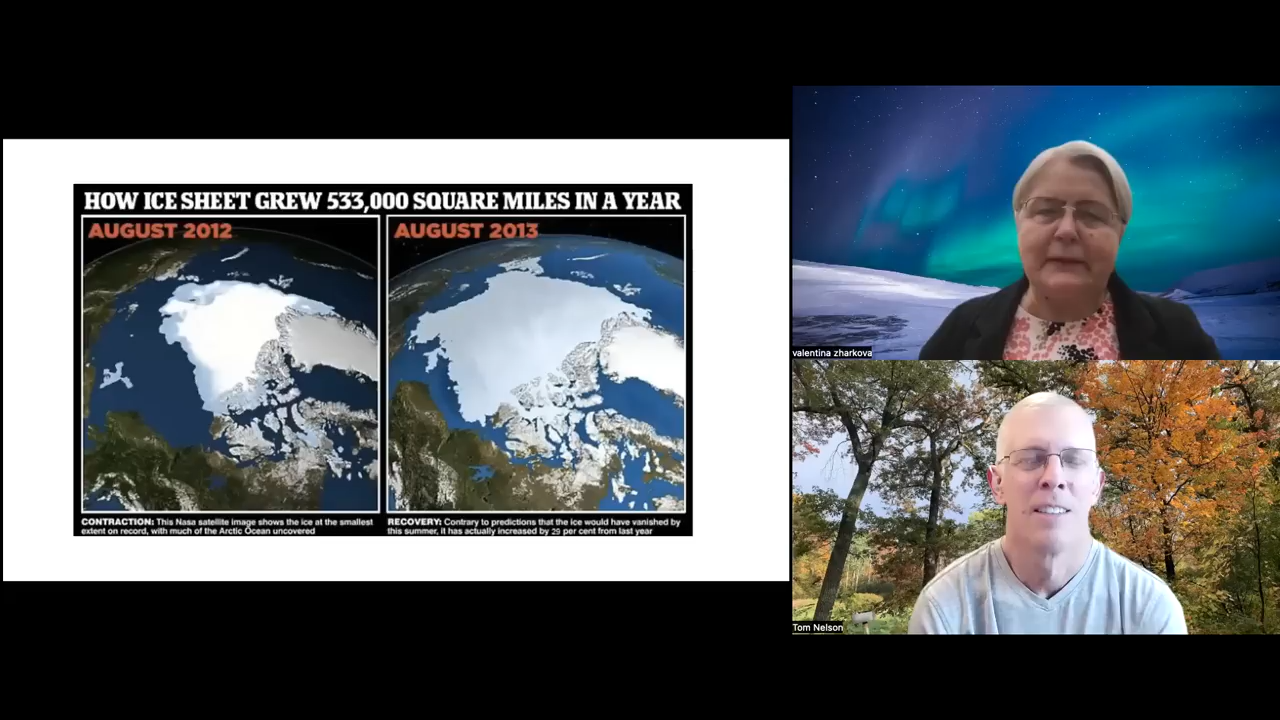 HOW ICE SHEET GREW 533,000 SQUARE MILES IN A YEAR
AUGUST 2012
CONTRACTION: This Nasa satellite image shows the ice at the smallest
extent on record, with much of the Arctic Ocean uncovered
AUGUST 2013
RECOVERY: Contrary to predictions that the ice would have vanished by
this summer, it has actually increased by 29 per cent from last year
valentina zharkova
Tom Nelson